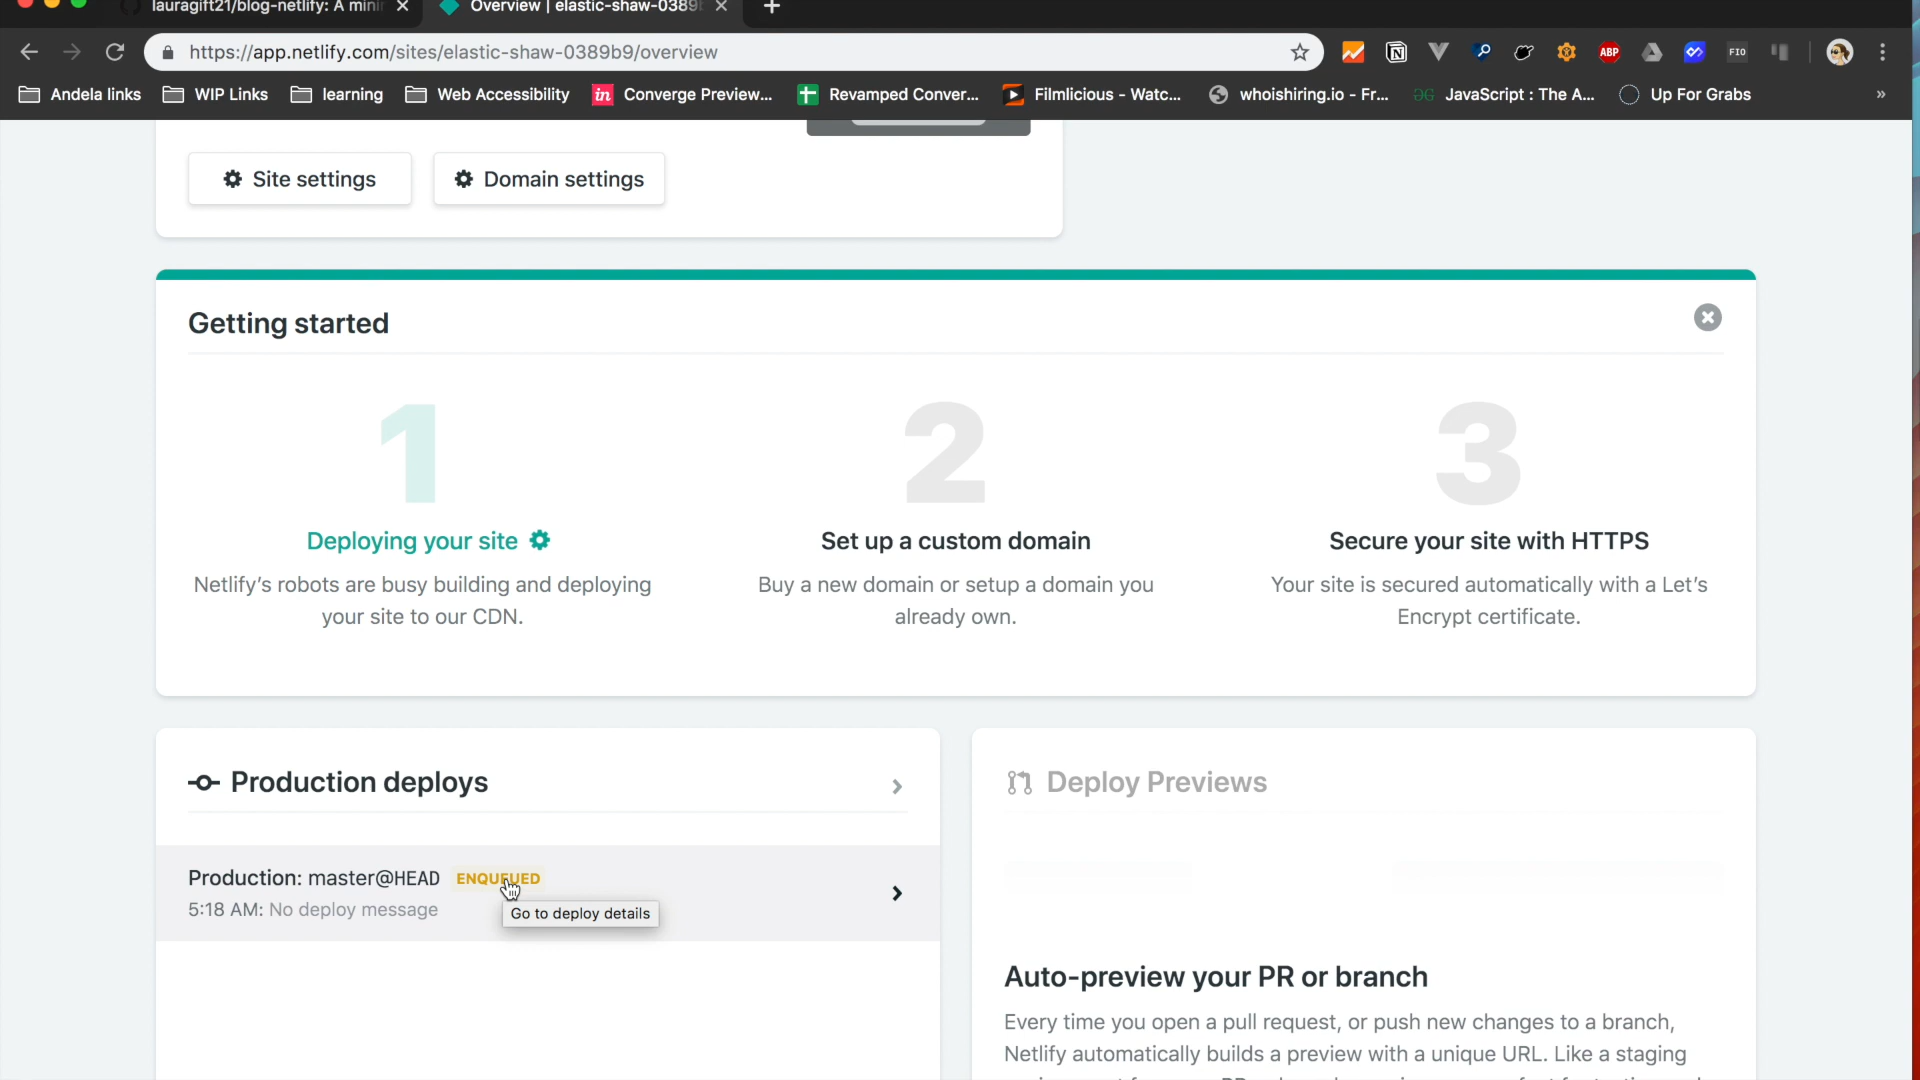 lauragift21/blog-netlify: A mini
Overview | elastic-shaw-0389b
https://app.netlify.com/sites/elastic-shaw-0389b9/overview
ABP
FIO
Andela links
WIP Links
learning
Web Accessibility
in
Converge Preview...
Revamped Conver...
Filmlicious - Watc...
whoishiring.io - Fr...
JavaScript : The A...
Up For Grabs
»
Site settings
Domain settings
Getting started
1
2
3
Deploying your site
Set up a custom domain
Secure your site with HTTPS
Netlify's robots are busy building and deploying
your site to our CDN.
Buy a new domain or setup a domain you
already own.
Your site is secured automatically with a Let's
Encrypt certificate.
Production deploys
Deploy Previews
Production: master@HEAD ENQUEUED
5:18 AM: No deploy message
Go to deploy details
Auto-preview your PR or branch
Every time you open a pull request, or push new changes to a branch,
Netlify automatically builds a preview with a unique URL. Like a staging